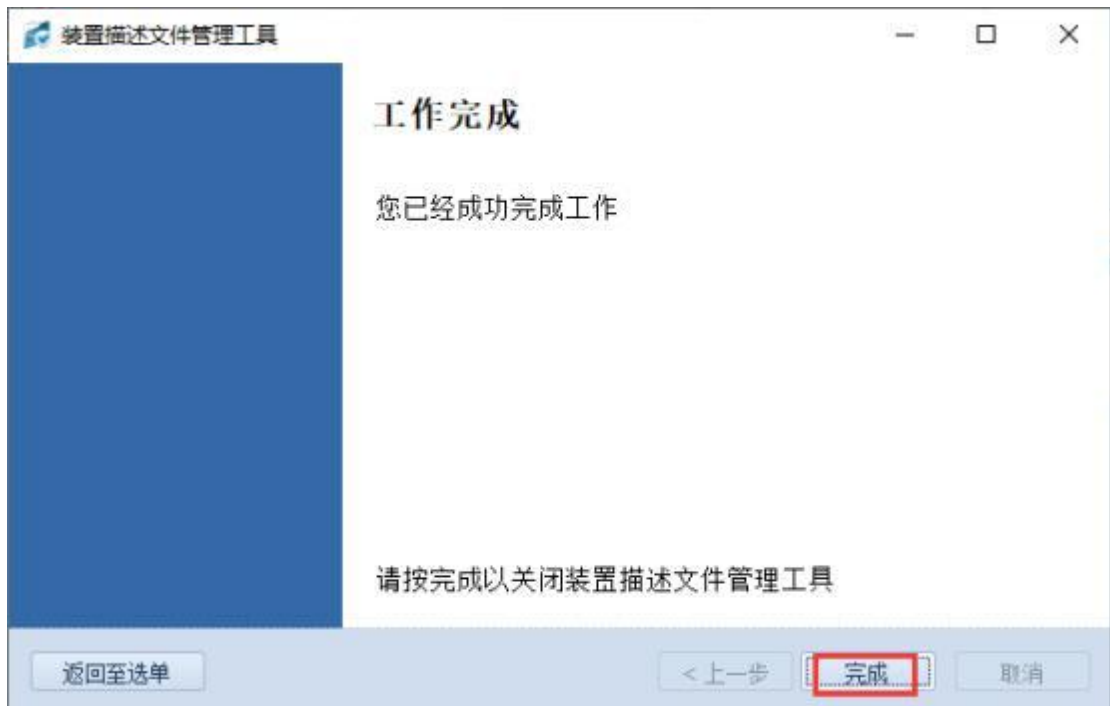 装置描述文件管理工具
工作完成
您已经成功完成工作
请按完成以关闭装置描述文件管理工具
返回至选单
<上一步
完成
取消